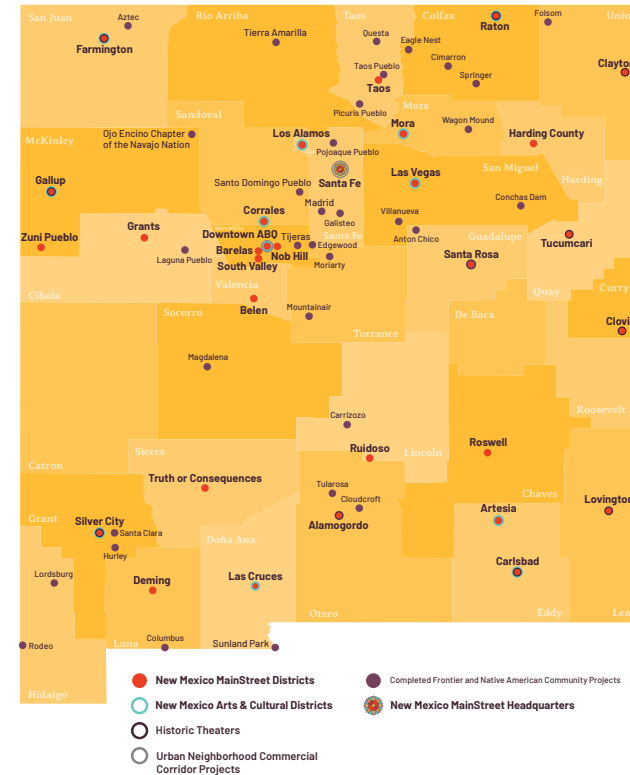 San Juan
Aztec
Rio Arriba
Taos
Colfax
Folsom
Unio
Raton
Farmington
Tierra Amarilla
Questa
Eagle Nest
Cimarron
Clayton
Taos Pueblo
Springer
Taos
Mora
Picuris Pueblo
Sandoval
Wagon Mound
McKinley
Ojo Encino Chapter
of the Navajo Nation
Los Alamos
Mora
Harding County
Pojoaque Pueblo
San Miguel
Gallup
Santa Fe
Las Vegas
Harding
Santo Domingo Pueblo
Madrid
Conchas Dam
Corrales
Galisteo
Villanueva
Grants
Downtown ABQ
Tijeras
Santa Fe
Anton Chico
Guadalupe
Tucumcari
Zuni Pueblo
Laguna Pueblo
Barelas
Nob Hill
Edgewood
Santa Rosa
South Valley
Moriarty
Cibola
Valencia
Quay
Curry
Socorro
Belen
Mountainair
De Baca
Clovi
Torrance
Magdalena
Roosevelt
Carrizozo
Sierra
Ruidoso
Lincoln
Roswell
Catron
Truth or Consequences
Tularosa
Chaves
Cloudcroft
Lovington
Grant
Silver City
Alamogordo
Artesia
Santa Clara
Doña Ana
Hurley
Carlsbad
Lordsburg
Deming
Las Cruces
Otero
Eddy
Lea
Rodeo
Luna
Columbus
Sunland Park
Hidalgo
New Mexico MainStreet Districts
Completed Frontier and Native American Community Projects
New Mexico Arts & Cultural Districts
New Mexico MainStreet Headquarters
Historic Theaters
Urban Neighborhood Commercial
Corridor Projects